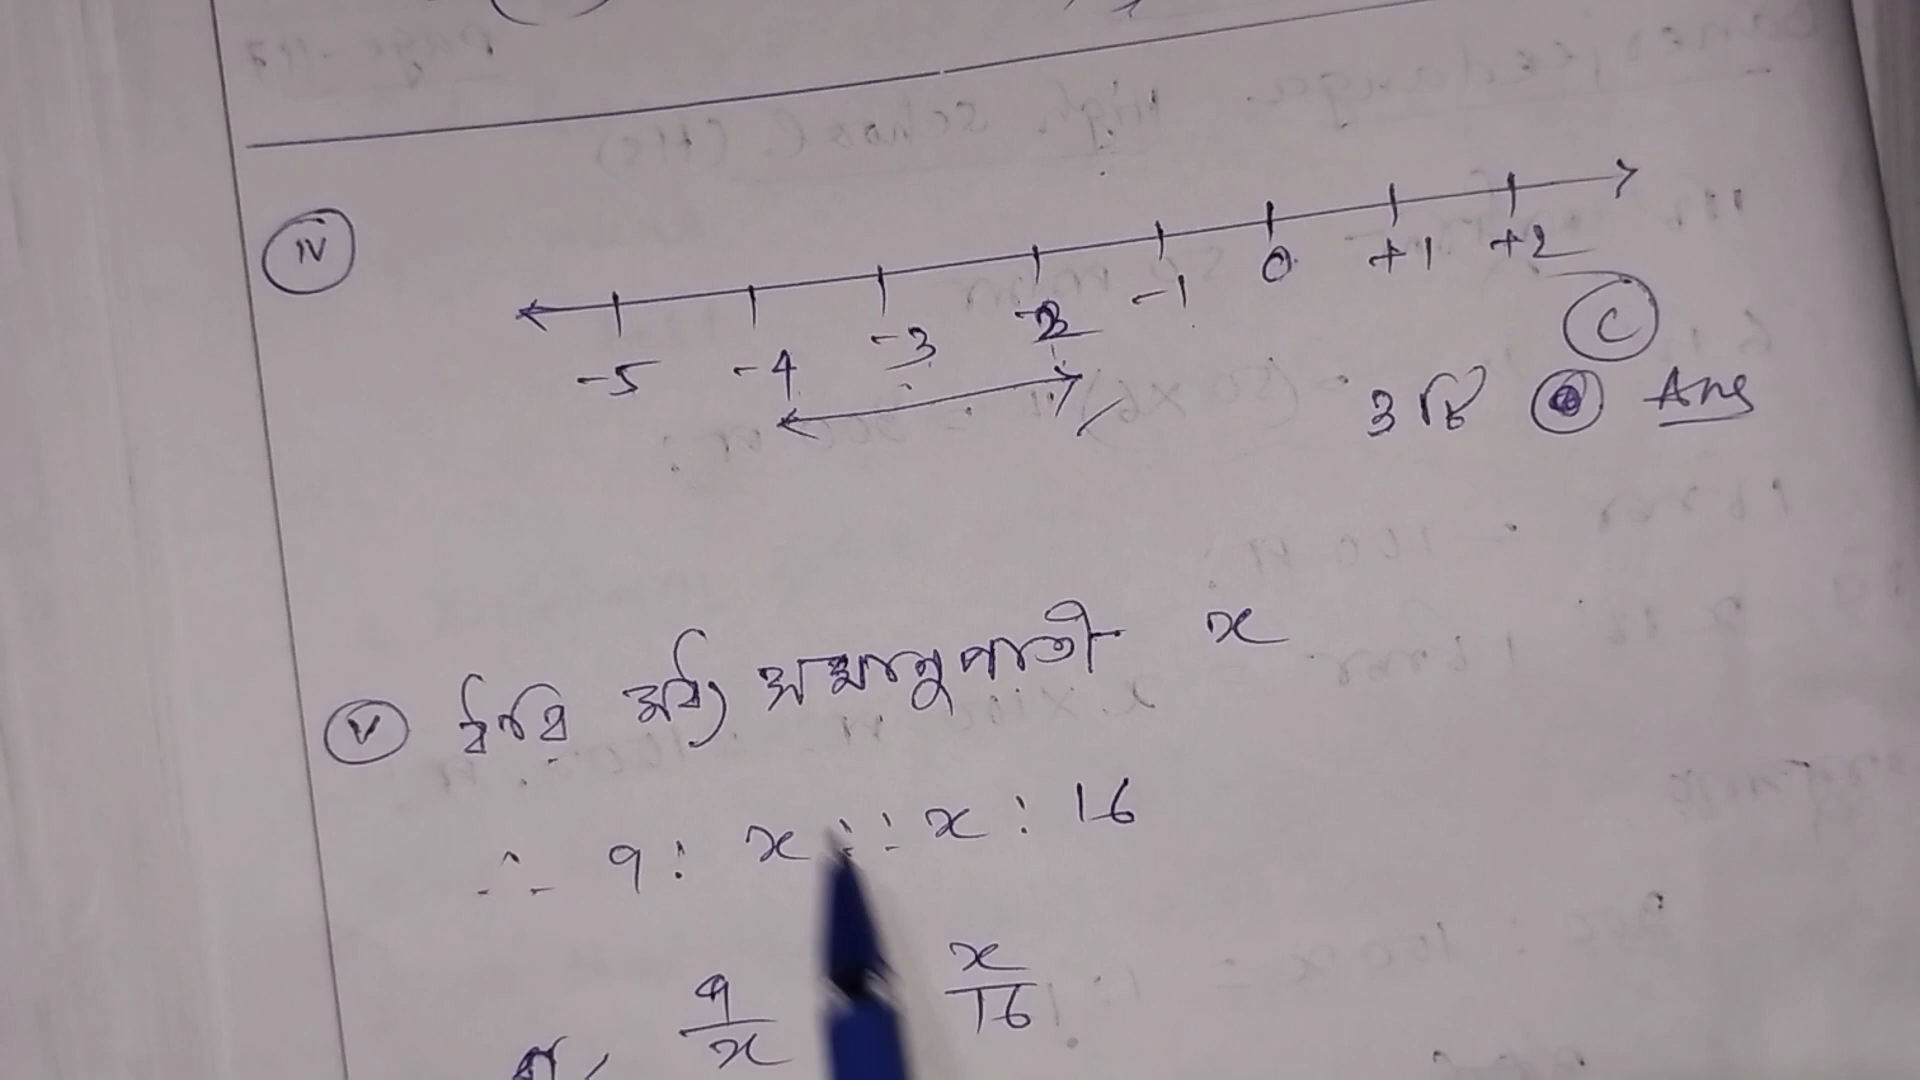 iv
-5 -4 -3 -2 -1 0 +1 +2
C
3 টি Ans
v ধরি মধ্য সমানুপাতী x
∴ 9 : x :: x : 16
বা, 9/x x/16